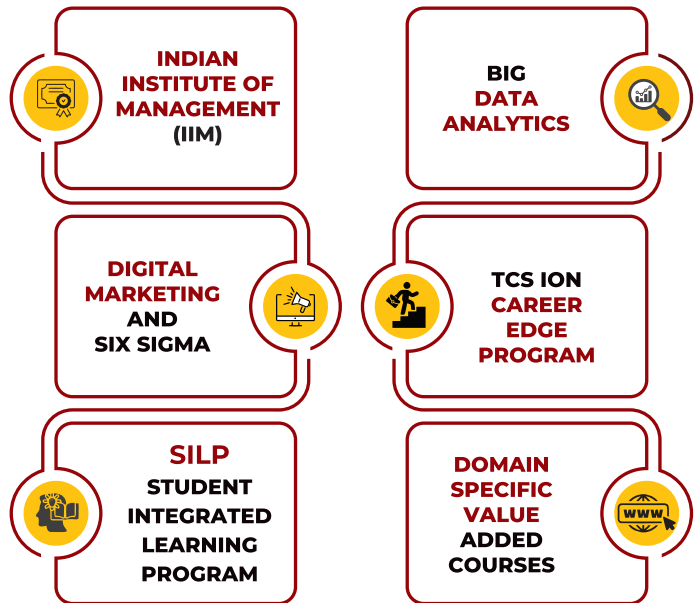 INDIAN
INSTITUTE OF
MANAGEMENT
(IIM)
BIG
DATA
ANALYTICS
DIGITAL
MARKETING
AND
SIX SIGMA
TCS ION
CAREER
EDGE
PROGRAM
SILP
STUDENT
INTEGRATED
LEARNING
PROGRAM
DOMAIN
SPECIFIC
VALUE
ADDED
COURSES
WWW